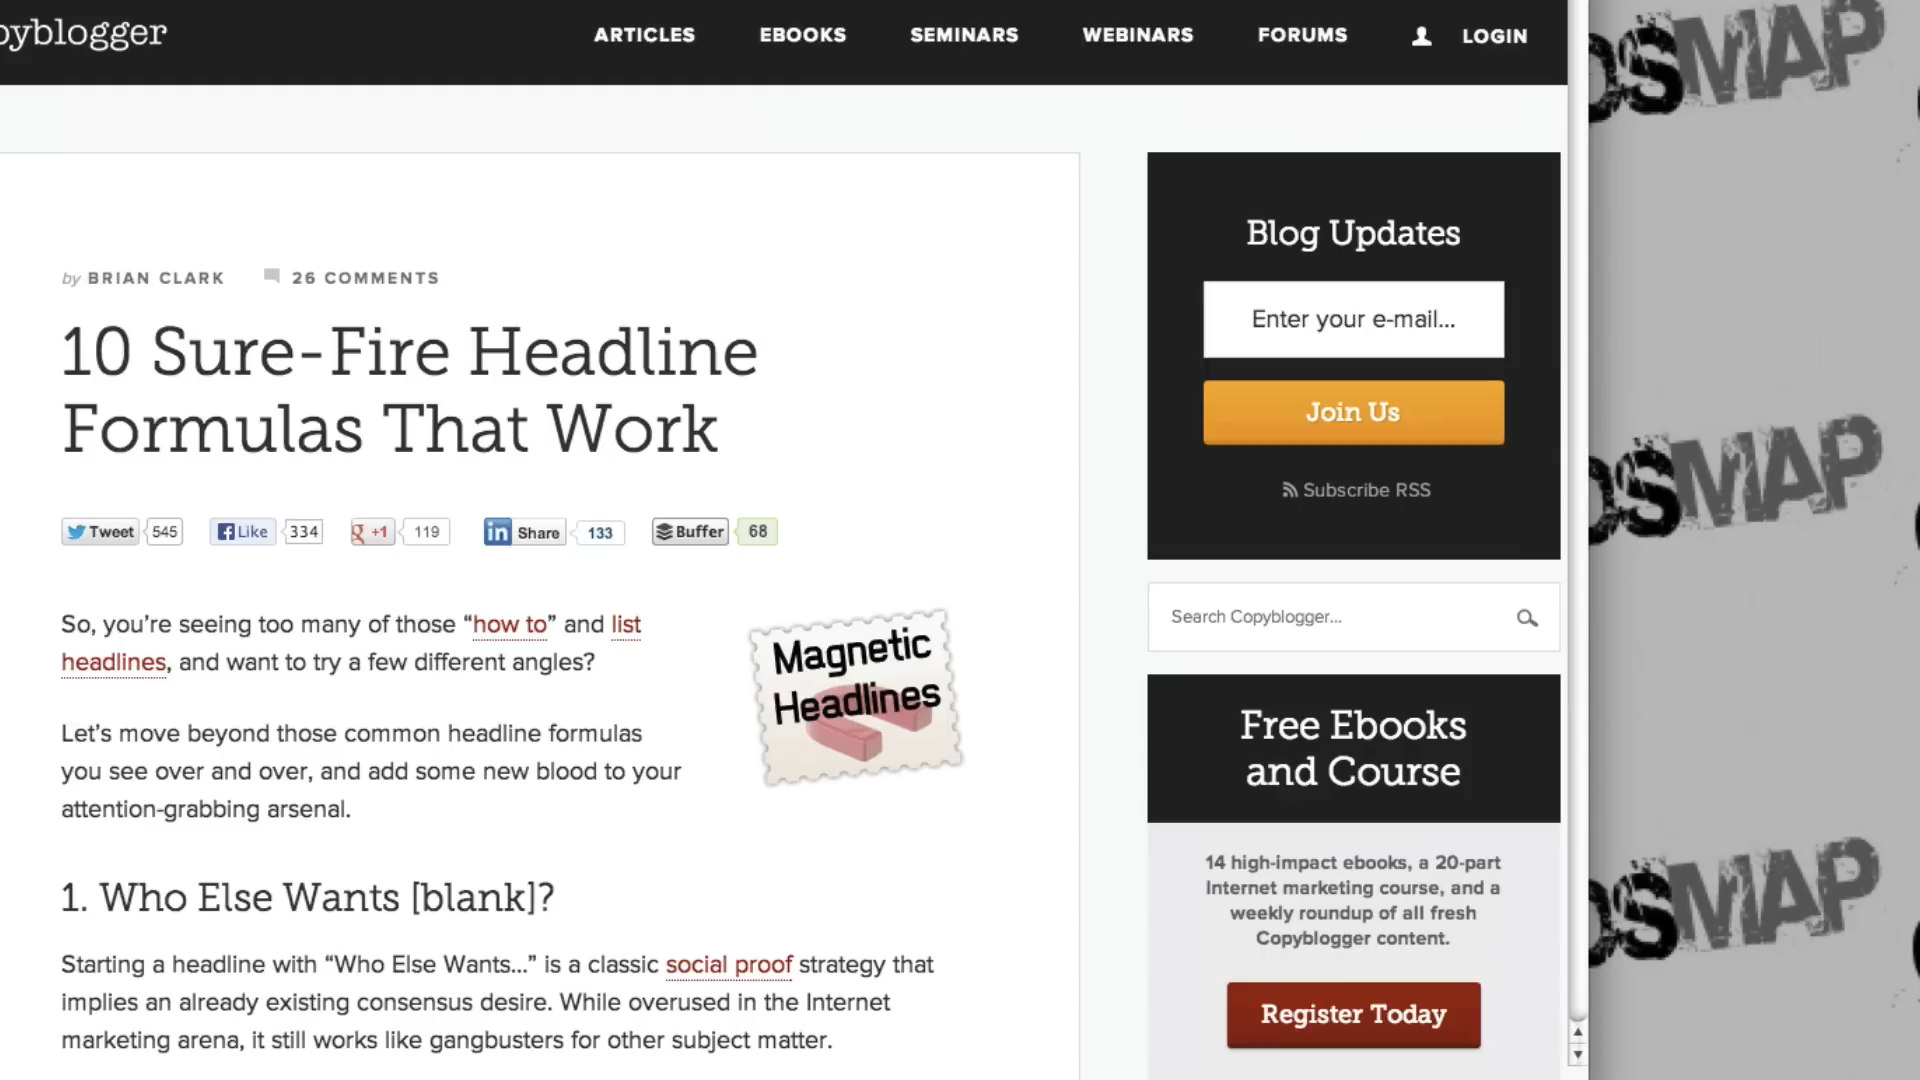 pyblogger
ARTICLES EBOOKS SEMINARS WEBINARS FORUMS LOGIN
by BRIAN CLARK 26 COMMENTS
10 Sure-Fire Headline
Formulas That Work
Tweet 545 Like 334 +1 119 in Share 133 Buffer 68
So, you’re seeing too many of those “how to” and list
headlines, and want to try a few different angles?
Let’s move beyond those common headline formulas
you see over and over, and add some new blood to your
attention-grabbing arsenal.
Magnetic
Headlines
1. Who Else Wants [blank]?
Starting a headline with “Who Else Wants...” is a classic social proof strategy that
implies an already existing consensus desire. While overused in the Internet
marketing arena, it still works like gangbusters for other subject matter.
Blog Updates
Enter your e-mail...
Join Us
Subscribe RSS
Search Copyblogger...
Free Ebooks
and Course
14 high-impact ebooks, a 20-part
Internet marketing course, and a
weekly roundup of all fresh
Copyblogger content.
Register Today
OSMAP
OSMAP
OSMAP